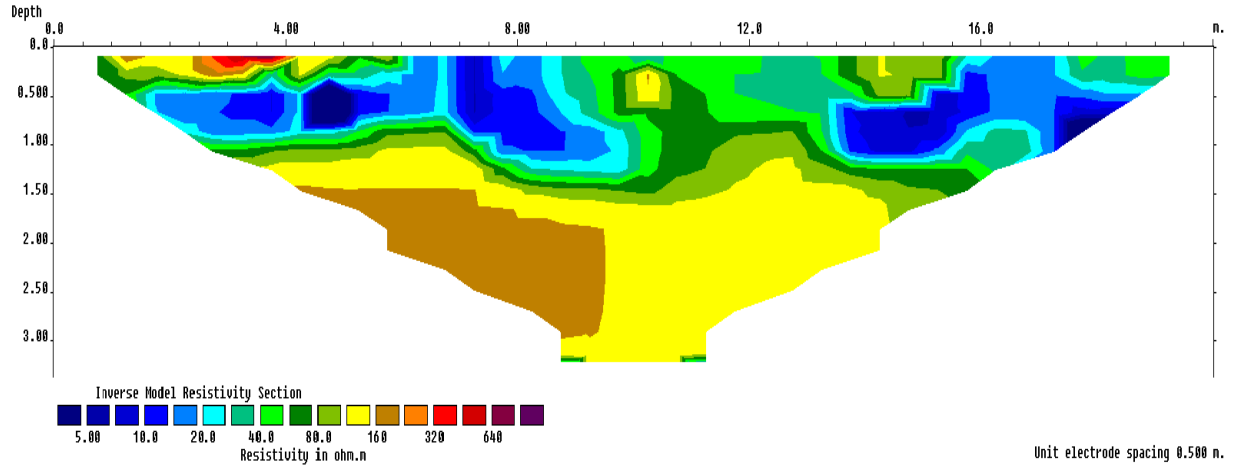 Depth
0.0 4.00 8.00 12.0 16.0 m.
0.0
0.500
1.00
1.50
2.00
2.50
3.00
Inverse Model Resistivity Section
5.00 10.0 20.0 40.0 80.0 160 320 640
Resistivity in ohm.m
Unit electrode spacing 0.500 m.